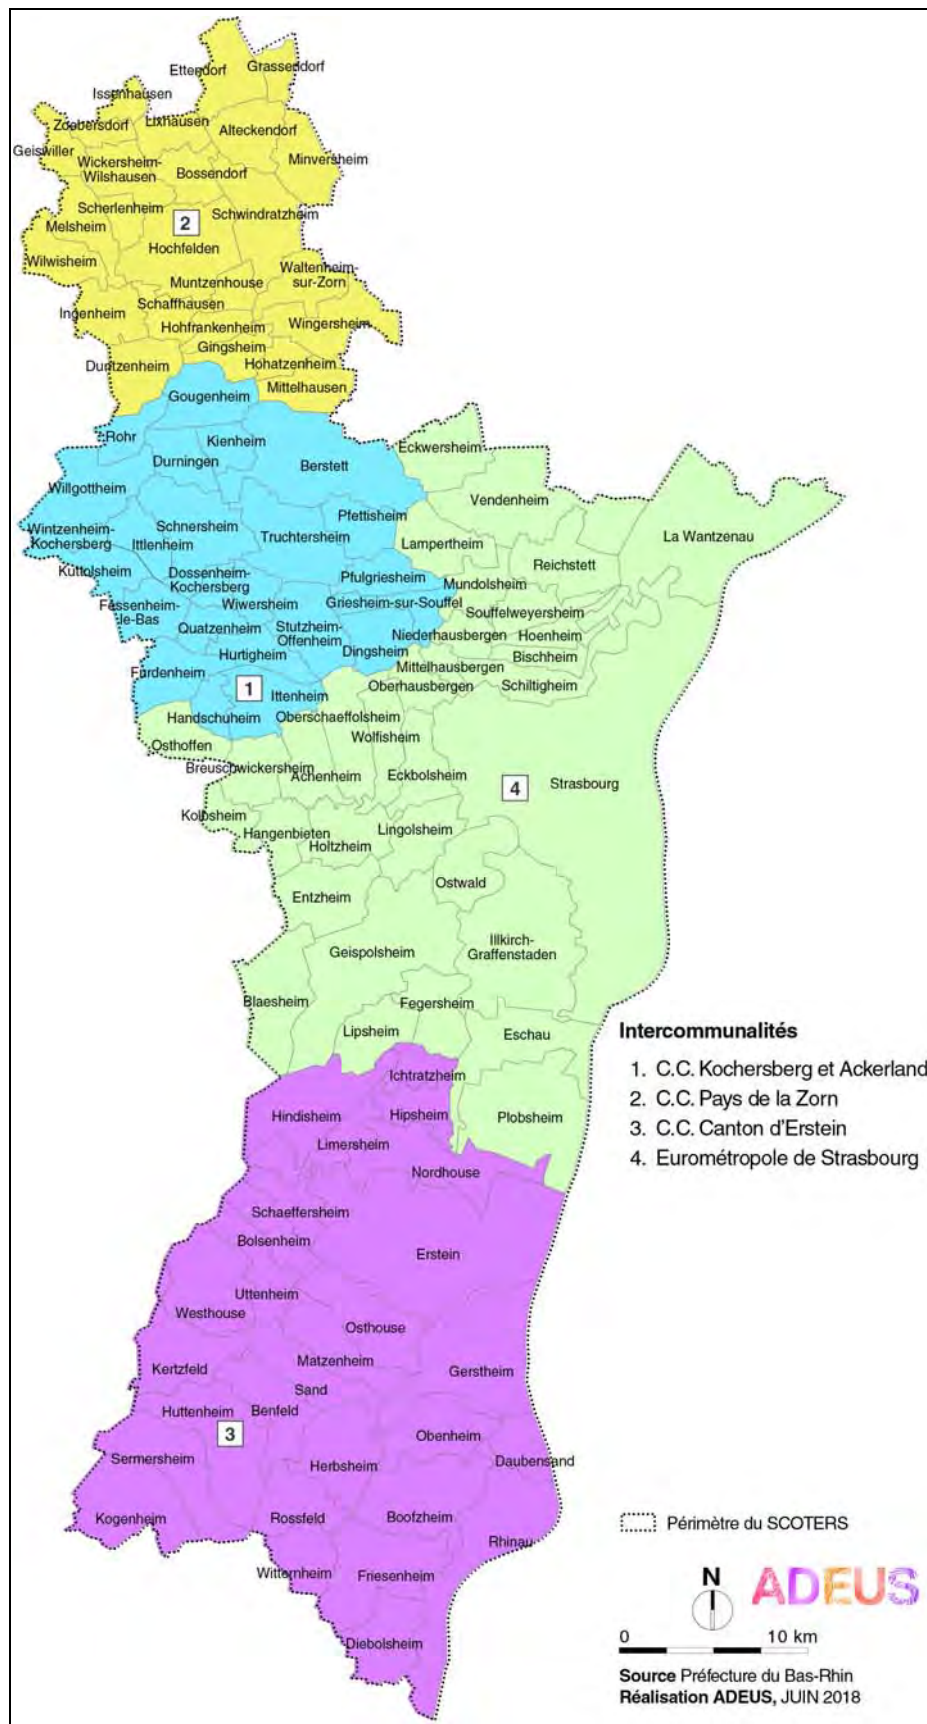 Ettendorf
Grassendorf
Issenhausen
Zoebersdorf
Lixhausen
Alteckendorf
Geiswiller
Wickersheim-
Wilshausen
Minversheim
Bossendorf
Scherlenheim
Schwindratzheim
2
Melsheim
Hochfelden
Wilwisheim
Waltenheim-
sur-Zorn
Muntzenhouse
Schaffhausen
Ingenheim
Hohfrankenheim
Wingersheim
Gingsheim
Duntzenheim
Hohatzenheim
Mittelhausen
Gougenheim
Rohr
Kienheim
Eckwersheim
Durningen
Berstett
Willgottheim
Vendenheim
Pfettisheim
Wintzenheim-
Kochersberg
Schnersheim
Truchtersheim
La Wantzenau
Ittlenheim
Lampertheim
Reichstett
Kuttolsheim
Dossenheim-
Kochersberg
Pfulgriesheim
Mundolsheim
Fessenheim-
le-Bas
Wiwersheim
Griesheim-sur-Souffel
Souffelweyersheim
Quatzenheim
Stutzheim-
Offenheim
Niederhausbergen
Hoenheim
Hurtigheim
Dingsheim
Bischheim
Furdenheim
Mittelhausbergen
1
Ittenheim
Oberhausbergen
Schiltigheim
Handschuheim
Oberschaeffolsheim
Osthoffen
Wolfisheim
Breuschwickersheim
Achenheim
Eckbolsheim
4
Strasbourg
Kolbsheim
Hangenbieten
Lingolsheim
Holtzheim
Ostwald
Entzheim
Illkirch-
Graffenstaden
Geispolsheim
Blaesheim
Fegersheim
Lipsheim
Eschau
Ichtratzheim
Hindisheim
Hipsheim
Plobsheim
Limersheim
Nordhouse
Schaeffersheim
Bolsenheim
Erstein
Uttenheim
Westhouse
Osthouse
Matzenheim
Kertzfeld
Gerstheim
Sand
Huttenheim
Benfeld
3
Obenheim
Sermersheim
Herbsheim
Daubensand
Kogenheim
Rossfeld
Boofzheim
Rhinau
Witternheim
Friesenheim
Diebolsheim
Intercommunalités
1. C.C. Kochersberg et Ackerland
2. C.C. Pays de la Zorn
3. C.C. Canton d'Erstein
4. Eurométropole de Strasbourg
Périmètre du SCOTERS
N
ADEUS
0 10 km
Source Préfecture du Bas-Rhin
Réalisation ADEUS, JUIN 2018